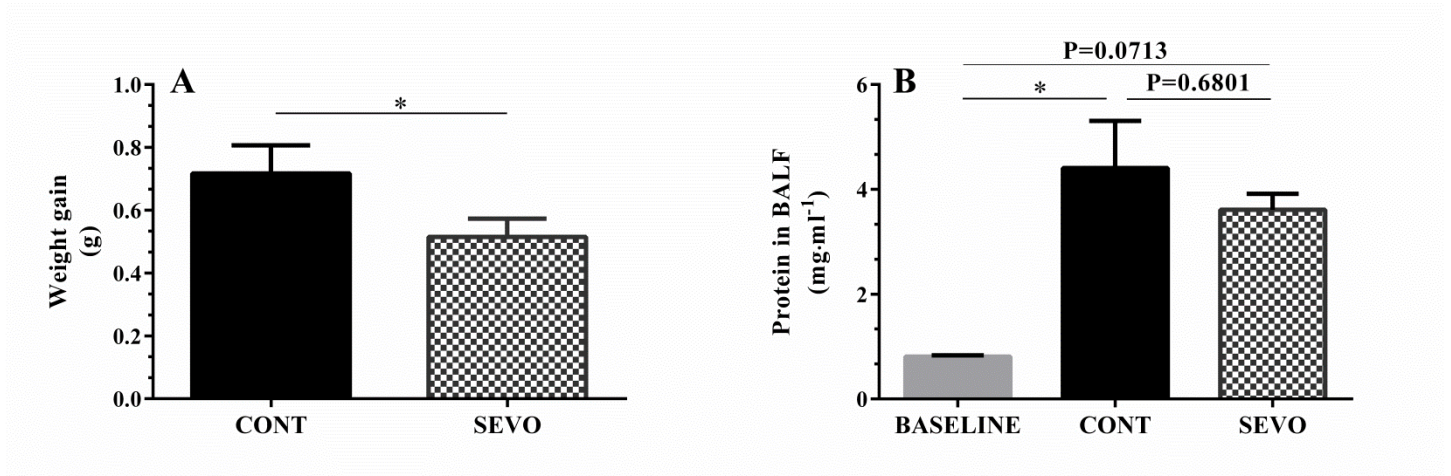 A
*
1.0
0.8
0.6
0.4
0.2
0.0
Weight gain
(g)
CONT SEVO
P=0.0713
B
* P=0.6801
6
4
2
0
Protein in BALF
(mg·ml⁻¹)
BASELINE CONT SEVO